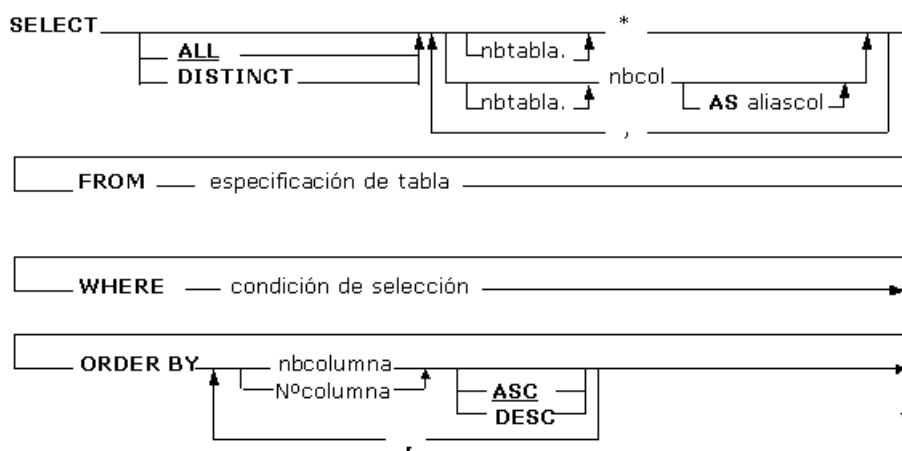 SELECT *
ALL nbtabla.
DISTINCT nbcol
nbtabla. AS aliascol
,
FROM especificación de tabla
WHERE condición de selección
ORDER BY nbcolumna
Nºcolumna ASC
DESC
,